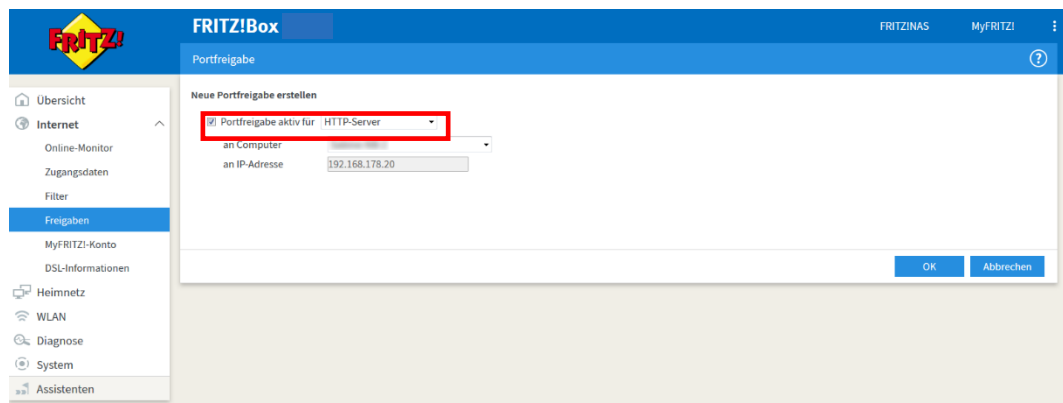 FRITZ!
FRITZ!Box
FRITZ!NAS
MyFRITZ!
Portfreigabe
?
Übersicht
Internet
Online-Monitor
Zugangsdaten
Filter
Freigaben
MyFRITZ!-Konto
DSL-Informationen
Heimnetz
WLAN
Diagnose
System
Assistenten
Neue Portfreigabe erstellen
Portfreigabe aktiv für HTTP-Server
an Computer
an IP-Adresse 192.168.178.20
OK
Abbrechen